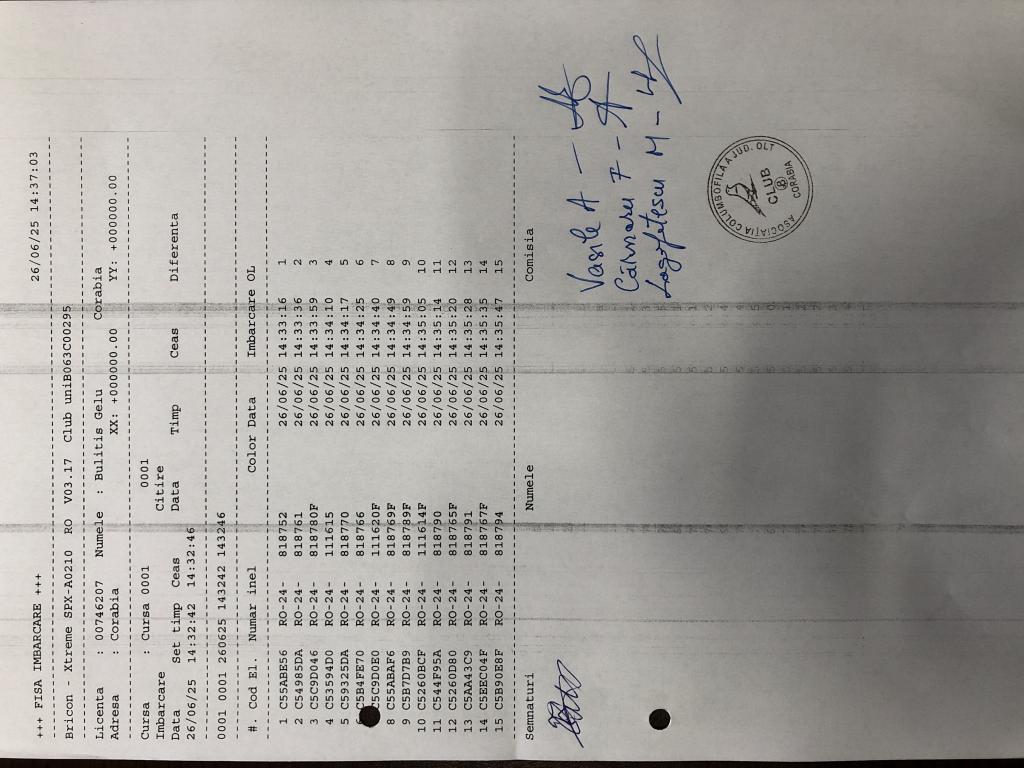 +++ FISA IMBARCARE +++ 26/06/25 14:37:03
Bricon - Xtreme SPX-A0210 RO V03.17 Club uniB063C00295
Licenta : 00746207 Numele : Bulitis Gelu Corabia
Adresa : Corabia XX: +000000.00 YY: +000000.00
Cursa : Cursa 0001 0001
Imbarcare Citire
Data Set timp Ceas Data Timp Ceas Diferenta
26/06/25 14:32:42 14:32:46
0001 0001 260625 143242 143246
#. Cod El. Numar inel Color Data Imbarcare OL
1 C55ABE56 RO-24- 818752 26/06/25 14:33:16 1
2 C54985DA RO-24- 818761 26/06/25 14:33:36 2
3 C5C9D046 RO-24- 818780F 26/06/25 14:33:59 3
4 C53594D0 RO-24- 111615 26/06/25 14:34:10 4
5 C59325DA RO-24- 818770 26/06/25 14:34:17 5
6 C5B4FE70 RO-24- 818766 26/06/25 14:34:25 6
C5C9D0E0 RO-24- 111620F 26/06/25 14:34:40 7
8 C55ABAF6 RO-24- 818769F 26/06/25 14:34:49 8
9 C5B7D7B9 RO-24- 818789F 26/06/25 14:34:59 9
10 C5260BCF RO-24- 111614F 26/06/25 14:35:05 10
11 C544F95A RO-24- 818790 26/06/25 14:35:14 11
12 C5260D80 RO-24- 818765F 26/06/25 14:35:20 12
13 C5AA43C9 RO-24- 818791 26/06/25 14:35:28 13
14 C5EEC04F RO-24- 818767F 26/06/25 14:35:35 14
15 C5B90E8F RO-24- 818794 26/06/25 14:35:47 15
Semnaturi Numele Comisia
Vasile A -
Călmaru F -
Logofetescu M -
ASOCIAȚIA COLUMBOFILA A JUD. OLT
CLUB
CORABIA